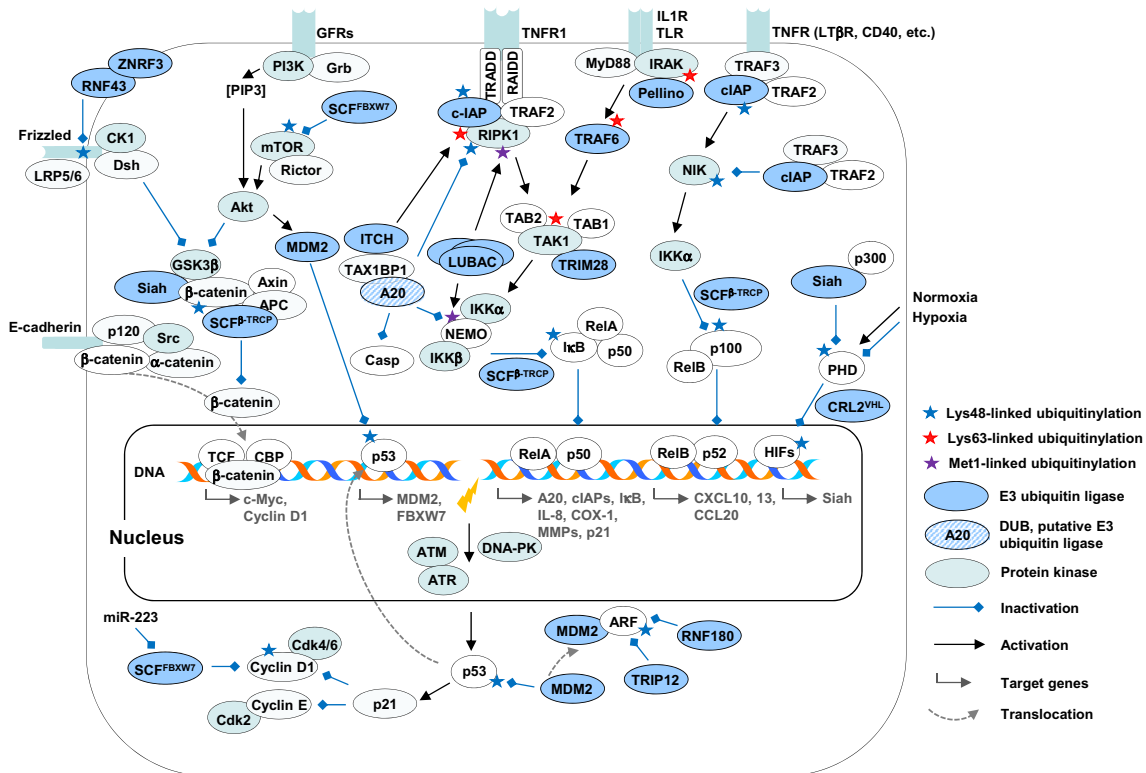 GFRs
TNFR1
IL1R
TLR
TNFR (LTβR, CD40, etc.)
ZNRF3
RNF43
PI3K
Grb
[PIP3]
SCFFBXW7
TRADD
RAIDD
c-IAP
TRAF2
RIPK1
MyD88
IRAK
Pellino
TRAF6
TRAF3
cIAP
TRAF2
Frizzled
CK1
LRP5/6
Dsh
mTOR
Rictor
NIK
TRAF3
cIAP
TRAF2
Akt
MDM2
ITCH
TAX1BP1
A20
LUBAC
TAB2
TAB1
TAK1
TRIM28
IKKα
p300
Siah
GSK3β
Siah
β-catenin
Axin
APC
SCFβ-TRCP
SCFβ-TRCP
Normoxia
Hypoxia
E-cadherin
p120
Src
β-catenin
α-catenin
IKKα
NEMO
IKKβ
Casp
RelA
IκB
p50
SCFβ-TRCP
p100
RelB
PHD
CRL2VHL
β-catenin
Lys48-linked ubiquitinylation
Lys63-linked ubiquitinylation
Met1-linked ubiquitinylation
E3 ubiquitin ligase
A20
DUB, putative E3
ubiquitin ligase
Protein kinase
Inactivation
Activation
Target genes
Translocation
DNA
TCF
CBP
β-catenin
p53
RelA
p50
RelB
p52
HIFs
c-Myc,
Cyclin D1
MDM2,
FBXW7
A20, cIAPs, IκB,
IL-8, COX-1,
MMPs, p21
CXCL10, 13,
CCL20
Siah
Nucleus
ATM
ATR
DNA-PK
miR-223
SCFFBXW7
Cdk4/6
Cyclin D1
Cyclin E
Cdk2
p21
p53
MDM2
MDM2
ARF
RNF180
TRIP12